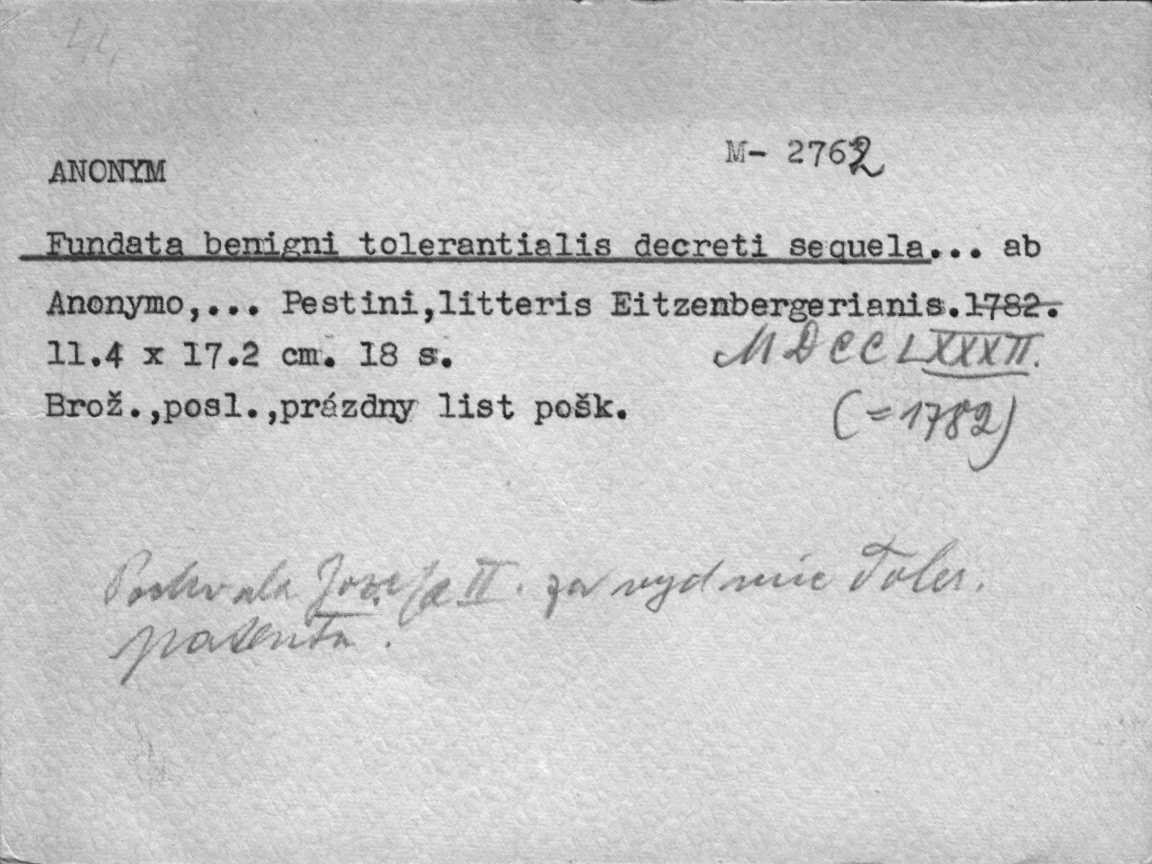 44
ANONYM
M- 2762
Fundata benigni tolerantialis decreti sequela... ab
Anonymo,... Pestini,litteris Eitzenbergerianis.1782.
11.4 x 17.2 cm. 18 s.
MDCCLXXXII.
Brož.,posl.,prázdny list pošk.
(=1782)
Pochvala Jozefa II. za vydanie Toler.
patentu.